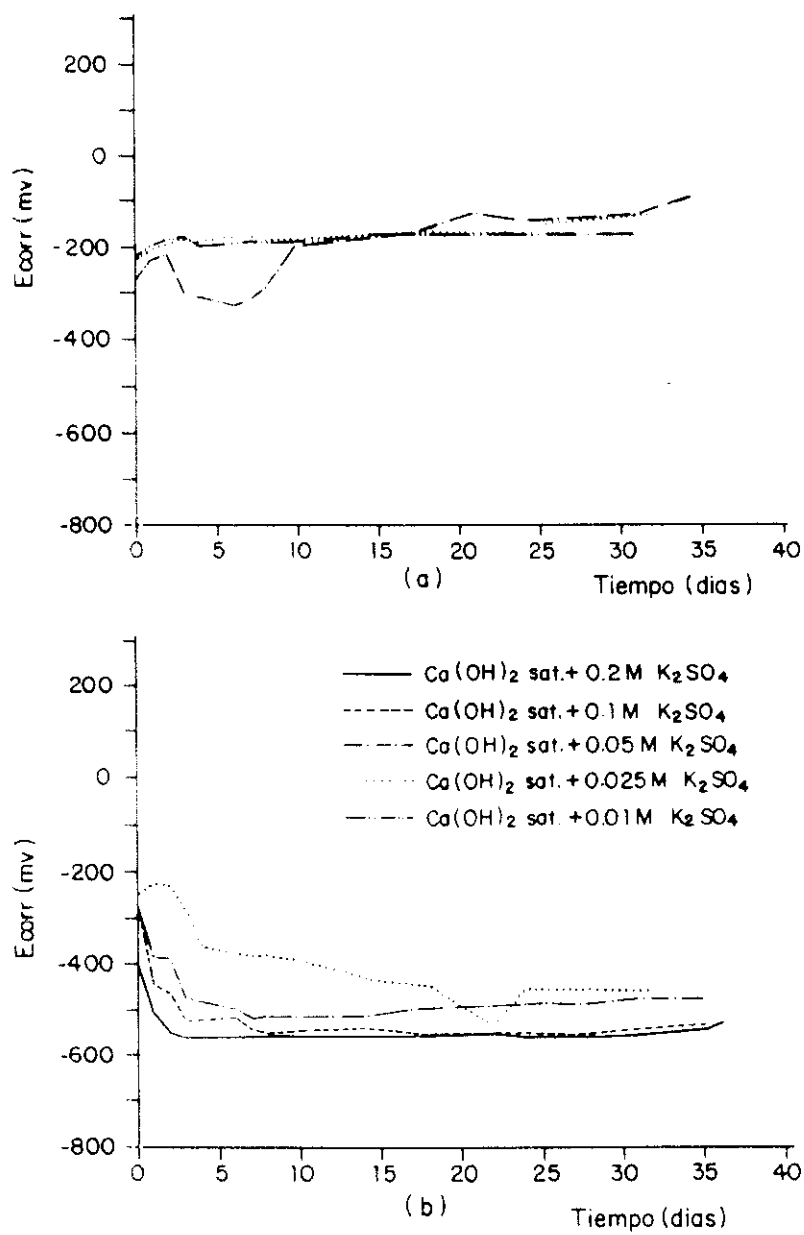 200
0
-200
-400
-600
-800
Ecorr (mv)
0 5 10 15 20 25 30 35 40
(a)
Tiempo (dias)
200
0
-200
-400
-600
-800
Ecorr (mv)
Ca(OH)₂ sat.+ 0.2 M K₂SO₄
Ca(OH)₂ sat.+ 0.1 M K₂SO₄
Ca(OH)₂ sat.+ 0.05 M K₂SO₄
Ca(OH)₂ sat.+ 0.025 M K₂SO₄
Ca(OH)₂ sat. + 0.01 M K₂SO₄
0 5 10 15 20 25 30 35 40
(b)
Tiempo (dias)